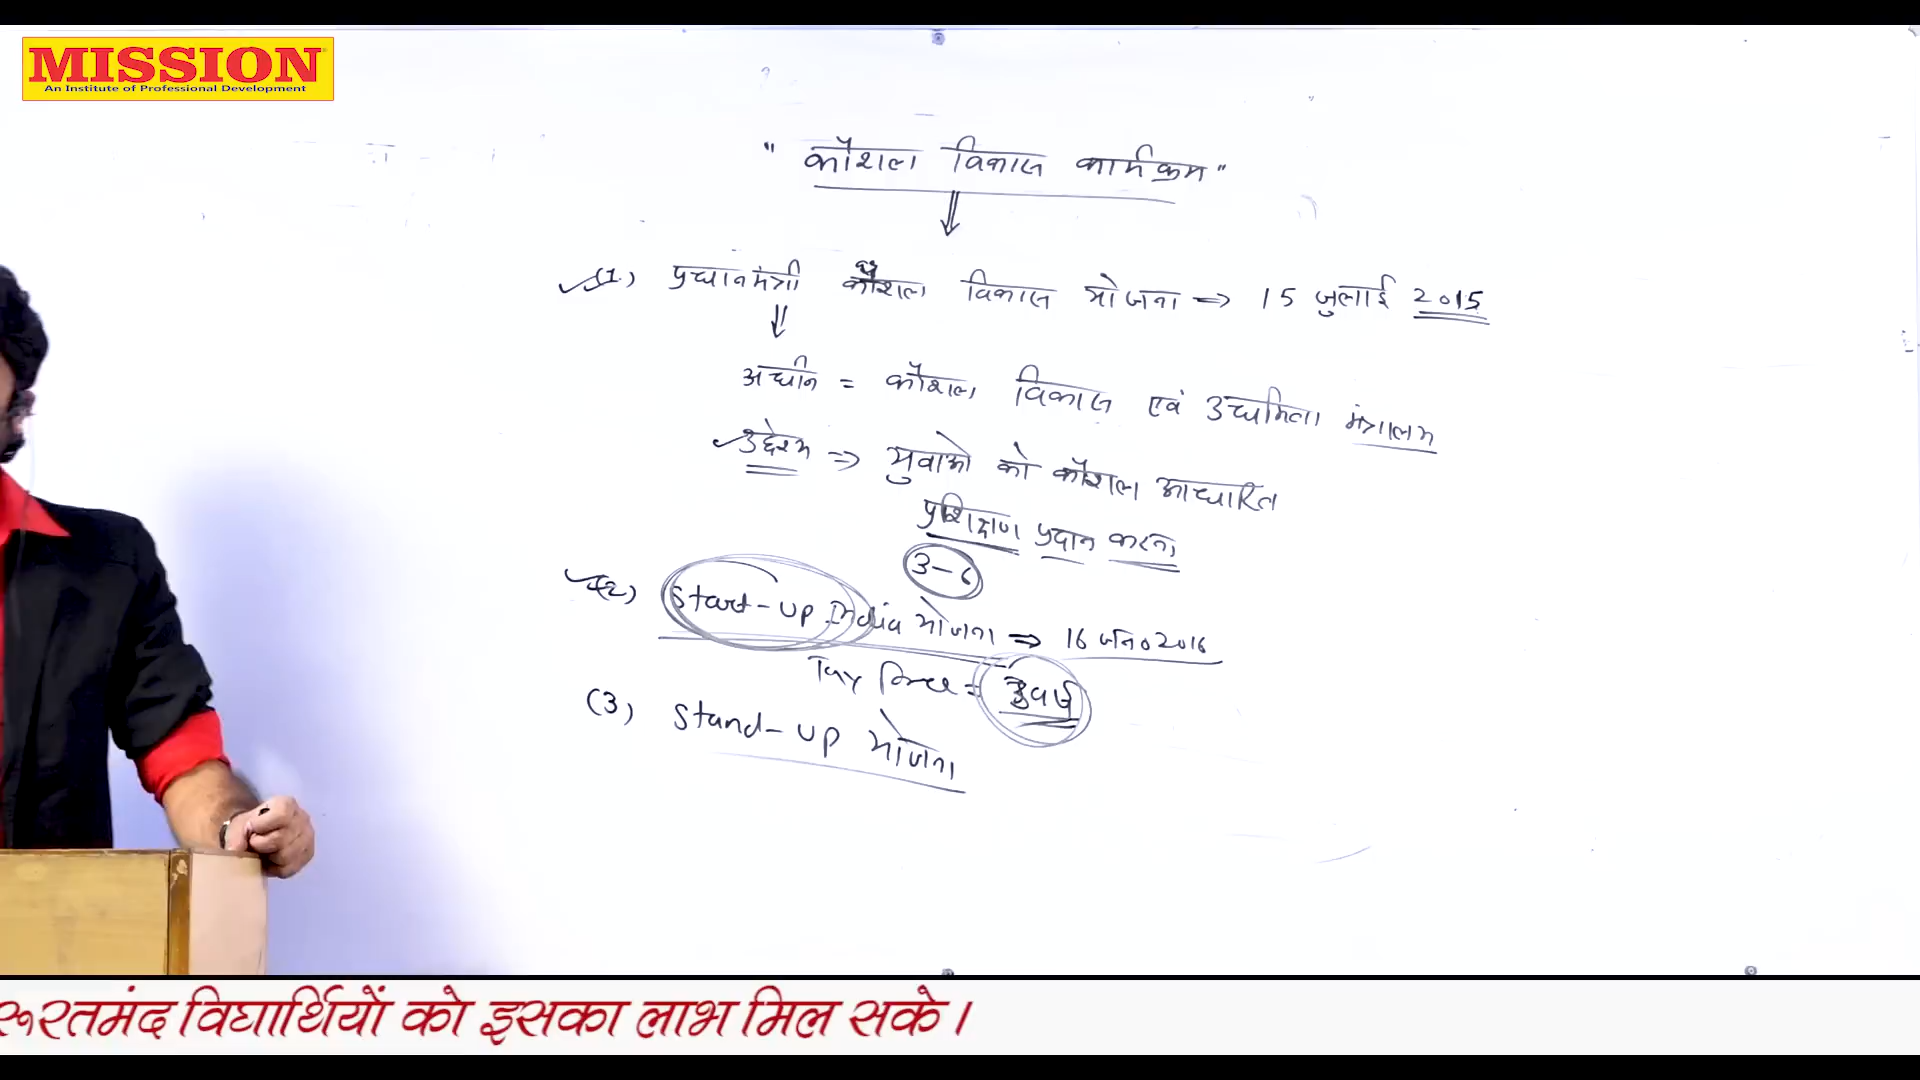 MISSION
An Institute of Professional Development
" कौशल विकास कार्यक्रम "
(1.) प्रधानमंत्री कौशल विकास योजना => 15 जुलाई 2015
अधीन = कौशल विकास एवं उद्यमिता मंत्रालय
उद्देश्य => युवाओ को कौशल आधारित
प्रशिक्षण प्रदान करना
3-6
(2) Start-up India योजना => 16 जन० 2016
Tax free = 3 वर्ष
(3) Stand-up योजना
रूरतमंद विद्यार्थियों को इसका लाभ मिल सके।